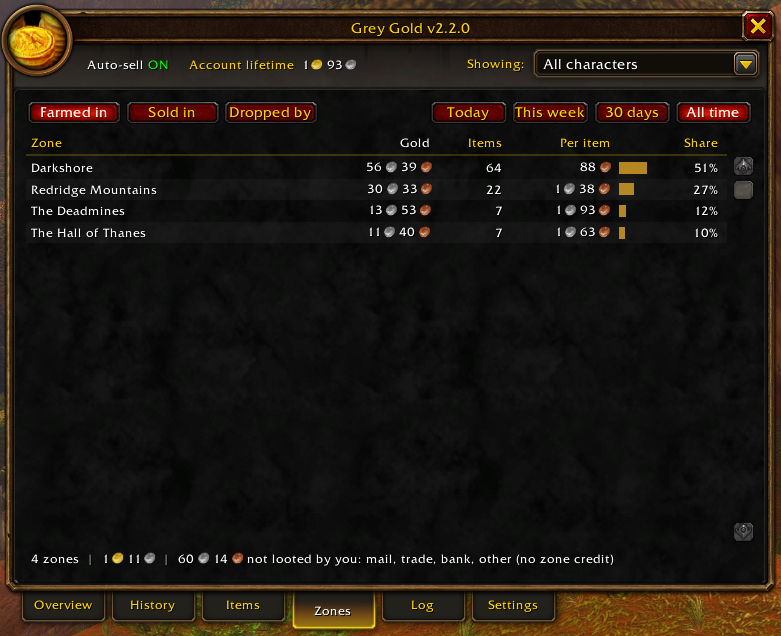 Grey Gold v2.2.0
Auto-sell ON Account lifetime 1 93 Showing: All characters
Farmed in Sold in Dropped by Today This week 30 days All time
Zone Gold Items Per item Share
Darkshore 56 39 64 88 51%
Redridge Mountains 30 33 22 1 38 27%
The Deadmines 13 53 7 1 93 12%
The Hall of Thanes 11 40 7 1 63 10%
4 zones | 1 11 | 60 14 not looted by you: mail, trade, bank, other (no zone credit)
Overview History Items Zones Log Settings